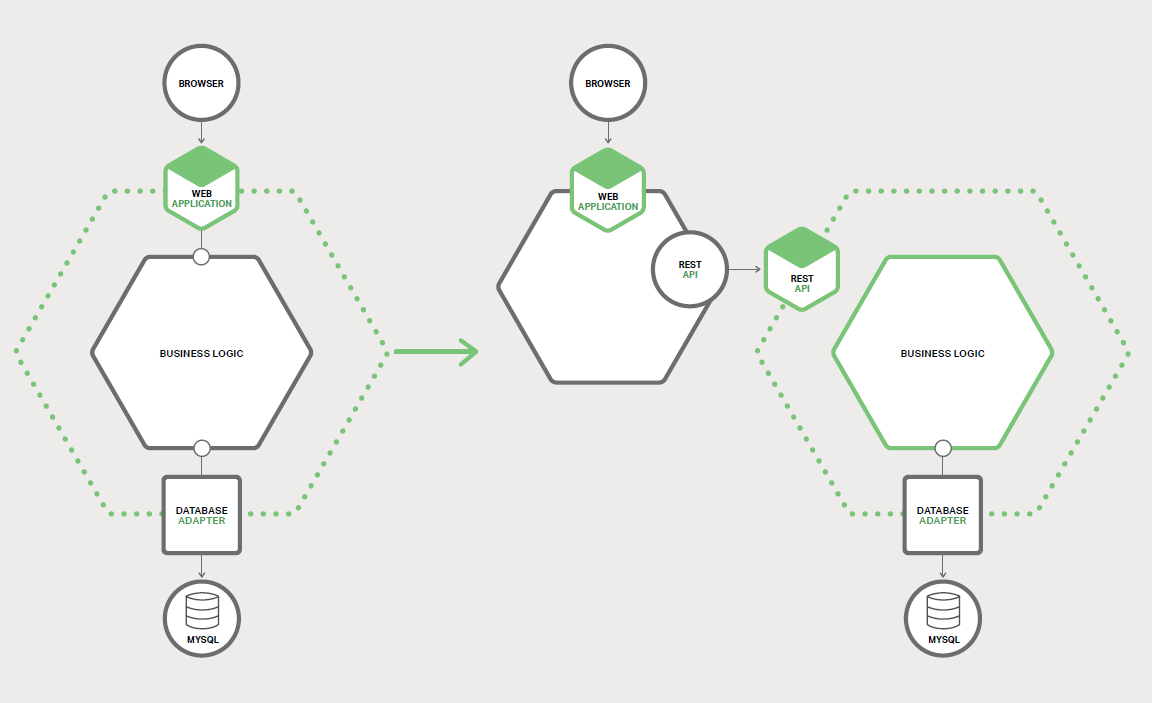 BROWSER
WEB
APPLICATION
BUSINESS LOGIC
DATABASE
ADAPTER
MYSQL
BROWSER
WEB
APPLICATION
REST
API
REST
API
BUSINESS LOGIC
DATABASE
ADAPTER
MYSQL